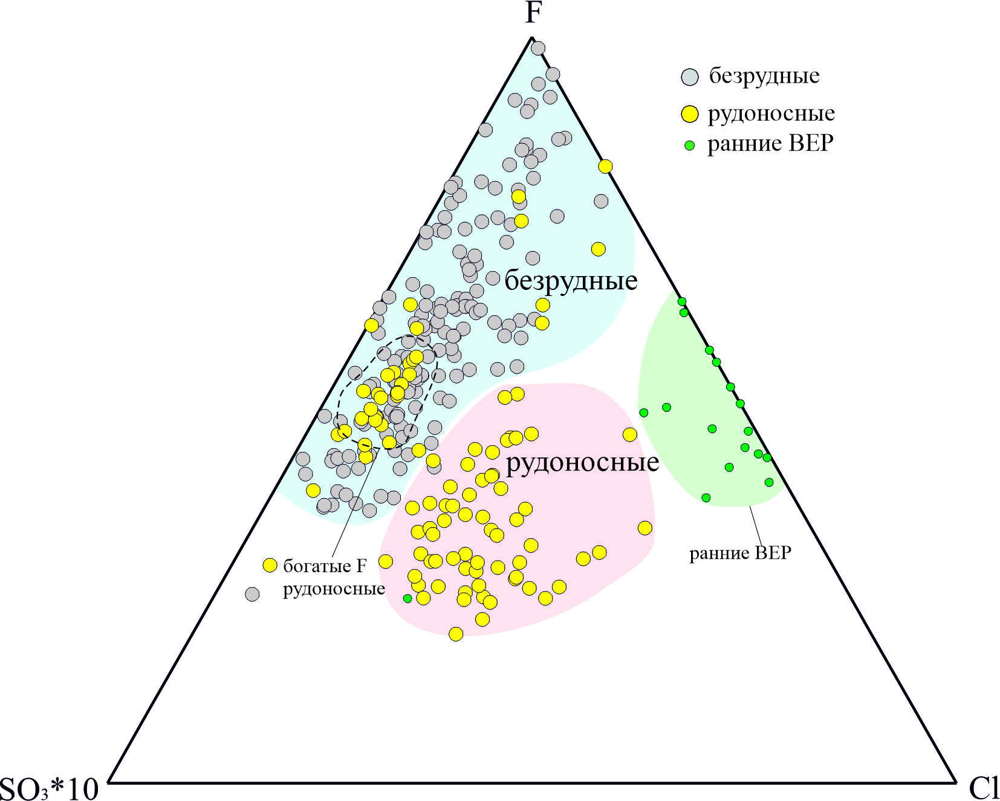 F
безрудные
рудоносные
ранние ВЕР
безрудные
рудоносные
ранние ВЕР
богатые F
рудоносные
SO₃*10
Cl